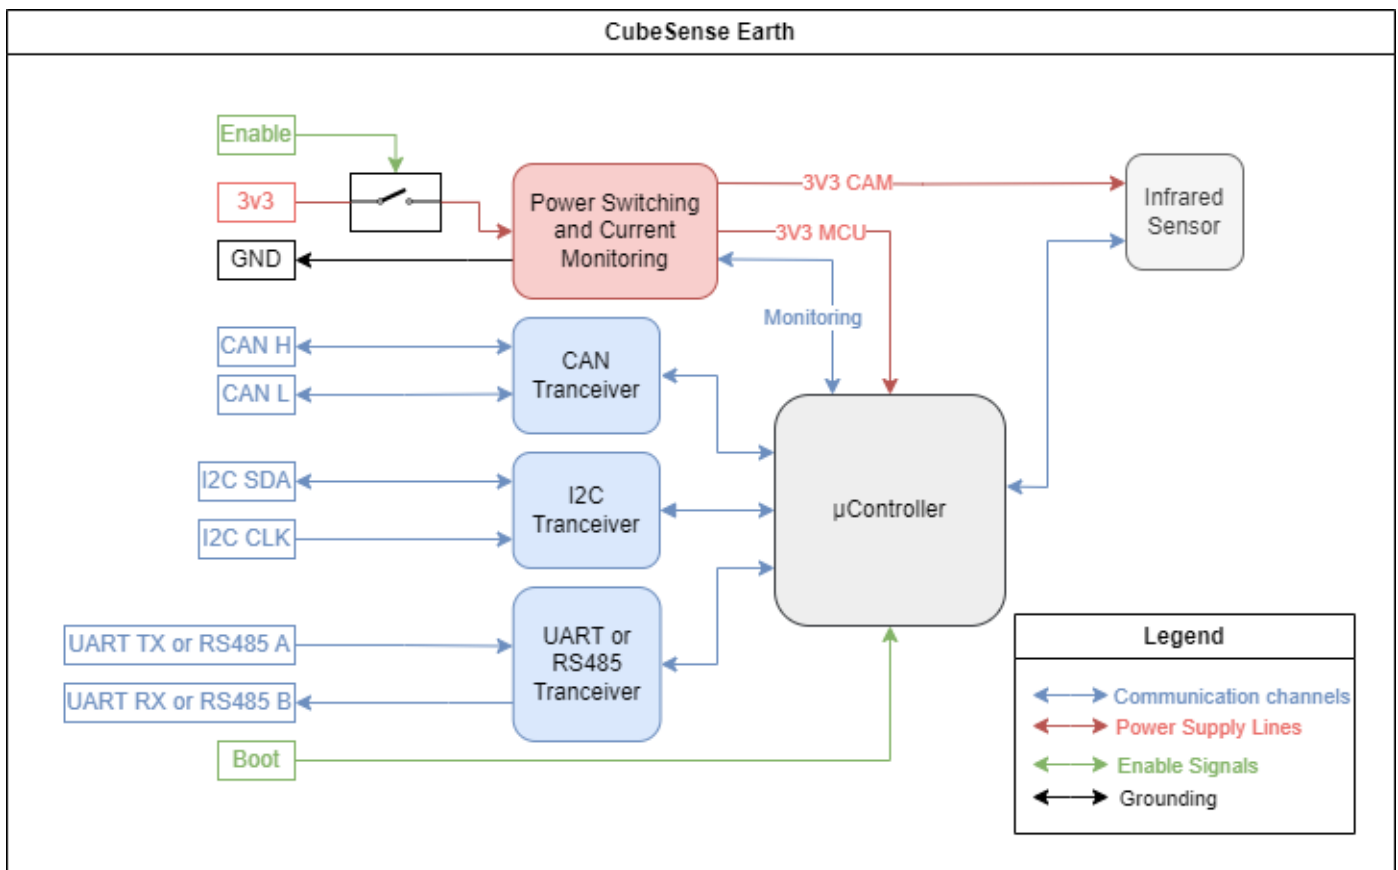 CubeSense Earth
Enable
3v3
GND
Power Switching
and Current
Monitoring
3V3 CAM
3V3 MCU
Infrared
Sensor
Monitoring
CAN H
CAN L
CAN
Tranceiver
I2C SDA
I2C CLK
I2C
Tranceiver
µController
UART TX or RS485 A
UART RX or RS485 B
UART or
RS485
Tranceiver
Boot
Legend
Communication channels
Power Supply Lines
Enable Signals
Grounding